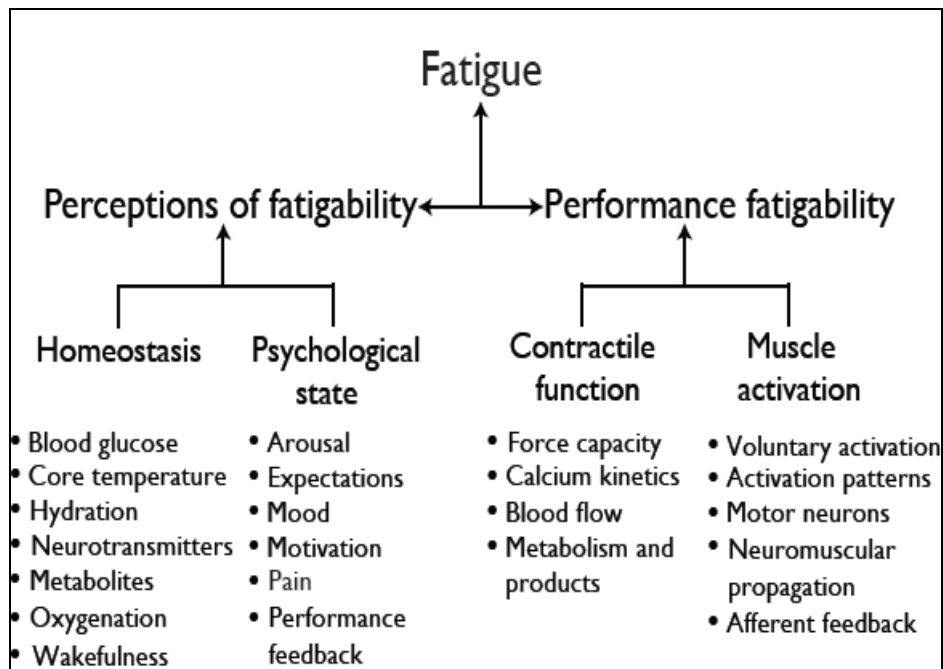 Fatigue
Perceptions of fatigability
Performance fatigability
Homeostasis
• Blood glucose
• Core temperature
• Hydration
• Neurotransmitters
• Metabolites
• Oxygenation
• Wakefulness
Psychological
state
• Arousal
• Expectations
• Mood
• Motivation
• Pain
• Performance
feedback
Contractile
function
• Force capacity
• Calcium kinetics
• Blood flow
• Metabolism and
products
Muscle
activation
• Voluntary activation
• Activation patterns
• Motor neurons
• Neuromuscular
propagation
• Afferent feedback